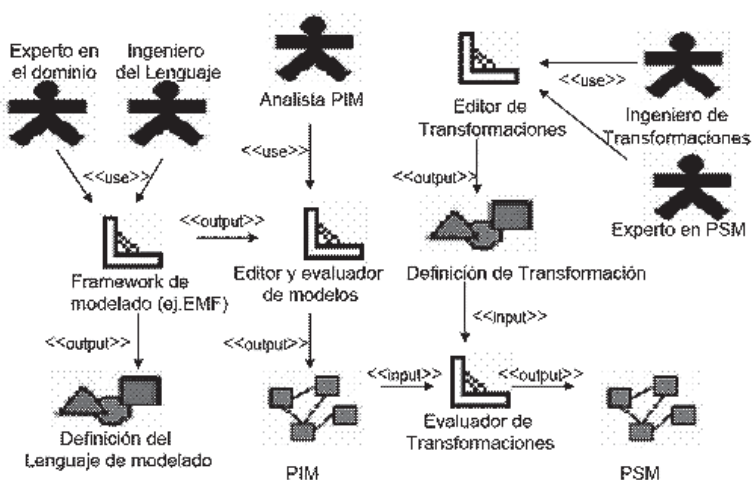 Experto en
el dominio
Ingeniero
del Lenguaje
Analista PIM
<<use>>
Editor de
Transformaciones
Ingeniero de
Transformaciones
<<use>>
<<use>>
<<output>>
Experto en PSM
<<output>>
Framework de
modelado (ej.EMF)
Editor y evaluador
de modelos
Definición de Transformación
<<output>>
<<output>>
<<input>>
<<input>>
<<output>>
Definición del
Lenguaje de modelado
PIM
Evaluador de
Transformaciones
PSM